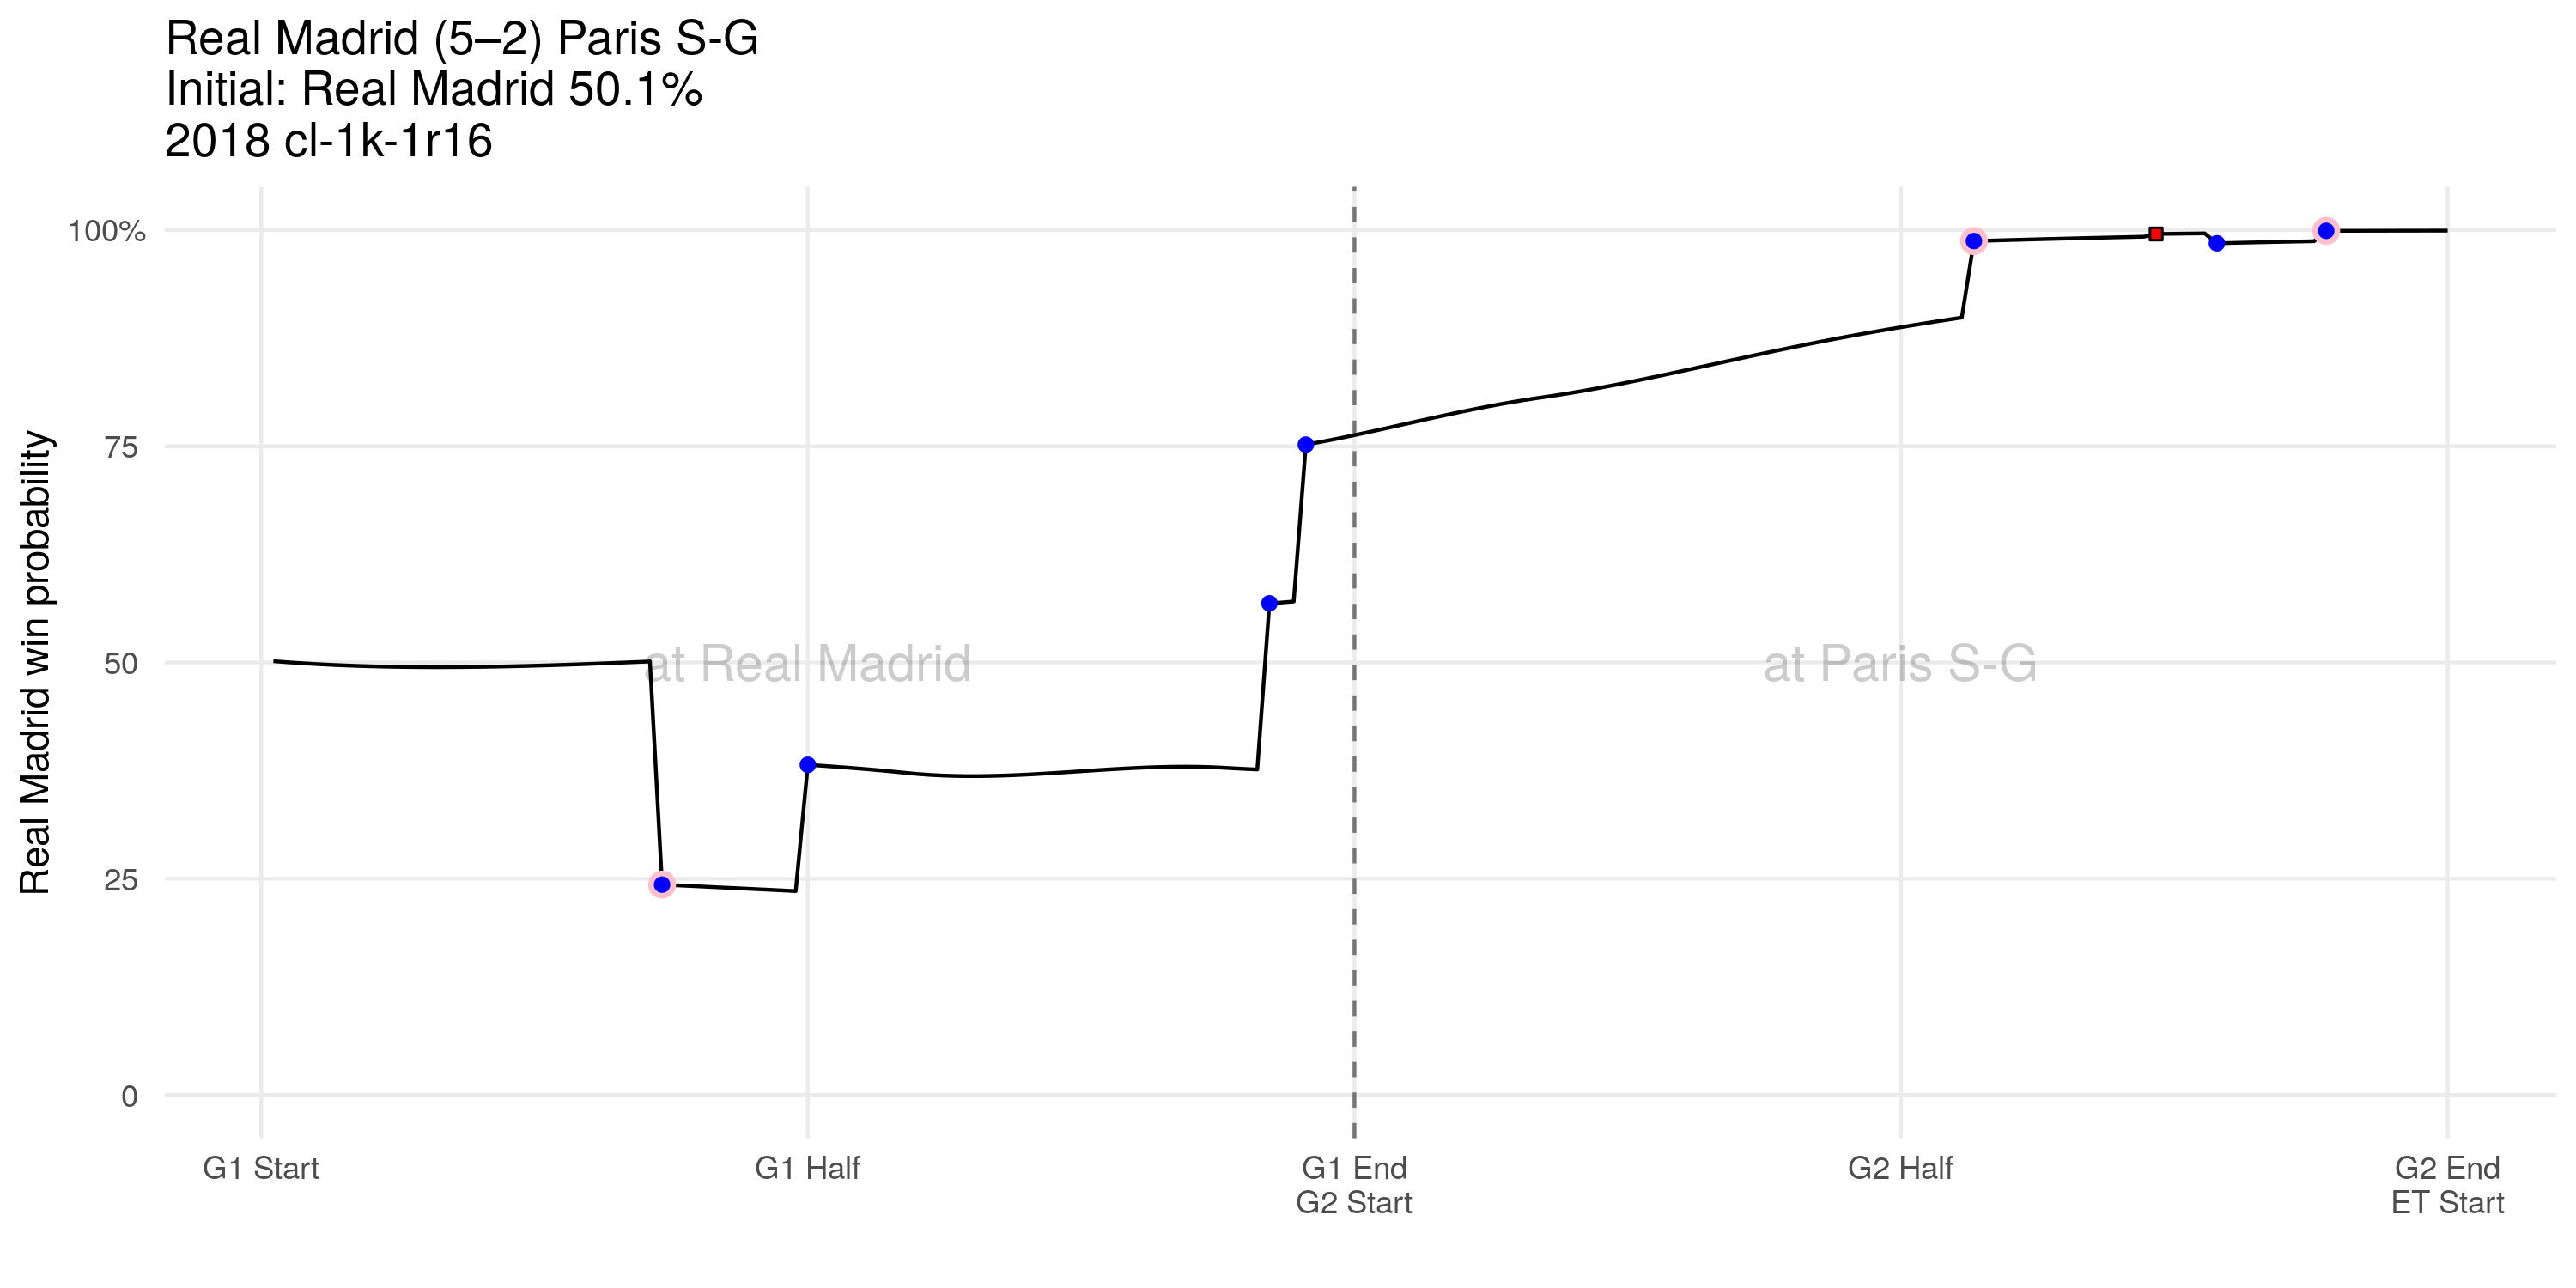 Real Madrid (5–2) Paris S-G
Initial: Real Madrid 50.1%
2018 cl-1k-1r16
Real Madrid win probability
100%
75
50
25
0
at Real Madrid
at Paris S-G
G1 Start
G1 Half
G1 End
G2 Start
G2 Half
G2 End
ET Start